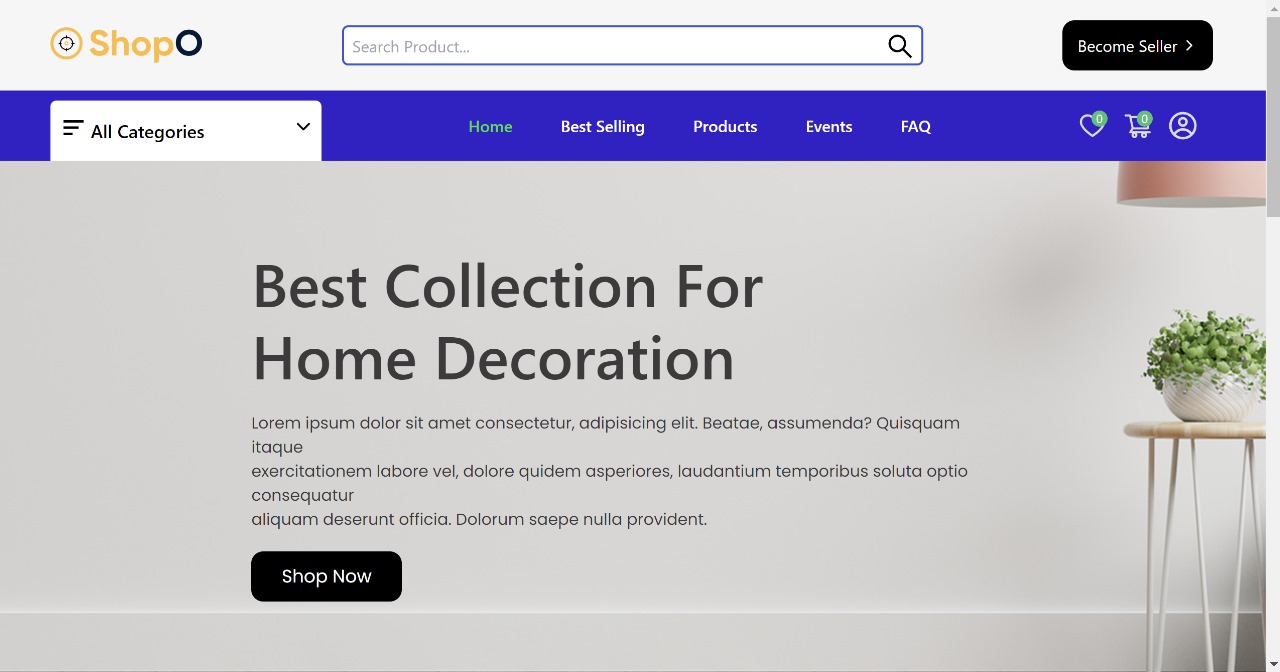 ShopO
Search Product...
Become Seller
All Categories
Home
Best Selling
Products
Events
FAQ
0
0
Best Collection For
Home Decoration
Lorem ipsum dolor sit amet consectetur, adipisicing elit. Beatae, assumenda? Quisquam
itaque
exercitationem labore vel, dolore quidem asperiores, laudantium temporibus soluta optio
consequatur
aliquam deserunt officia. Dolorum saepe nulla provident.
Shop Now